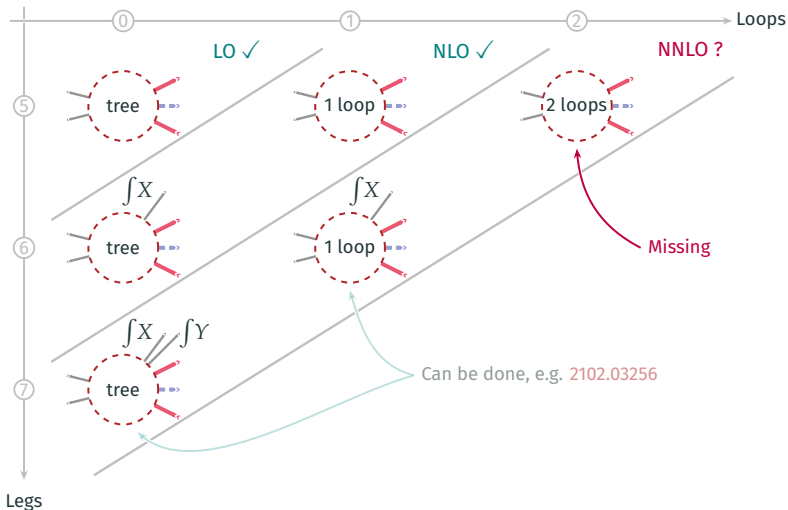 0 1 2 Loops
LO ✓ NLO ✓ NNLO ?
5 tree 1 loop 2 loops
∫X ∫X
6 tree 1 loop Missing
∫X ∫Y
7 tree Can be done, e.g. 2102.03256
Legs